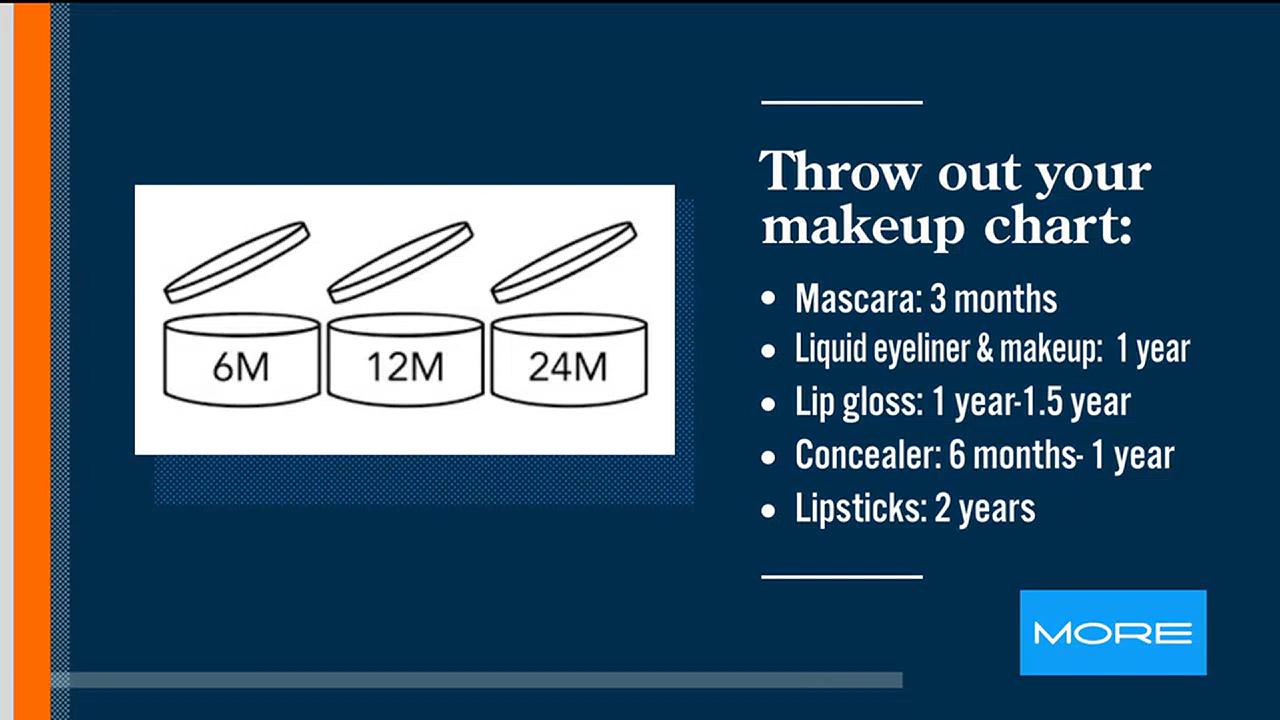 6M 12M 24M
Throw out your
makeup chart:
• Mascara: 3 months
• Liquid eyeliner & makeup: 1 year
• Lip gloss: 1 year-1.5 year
• Concealer: 6 months- 1 year
• Lipsticks: 2 years
MORE